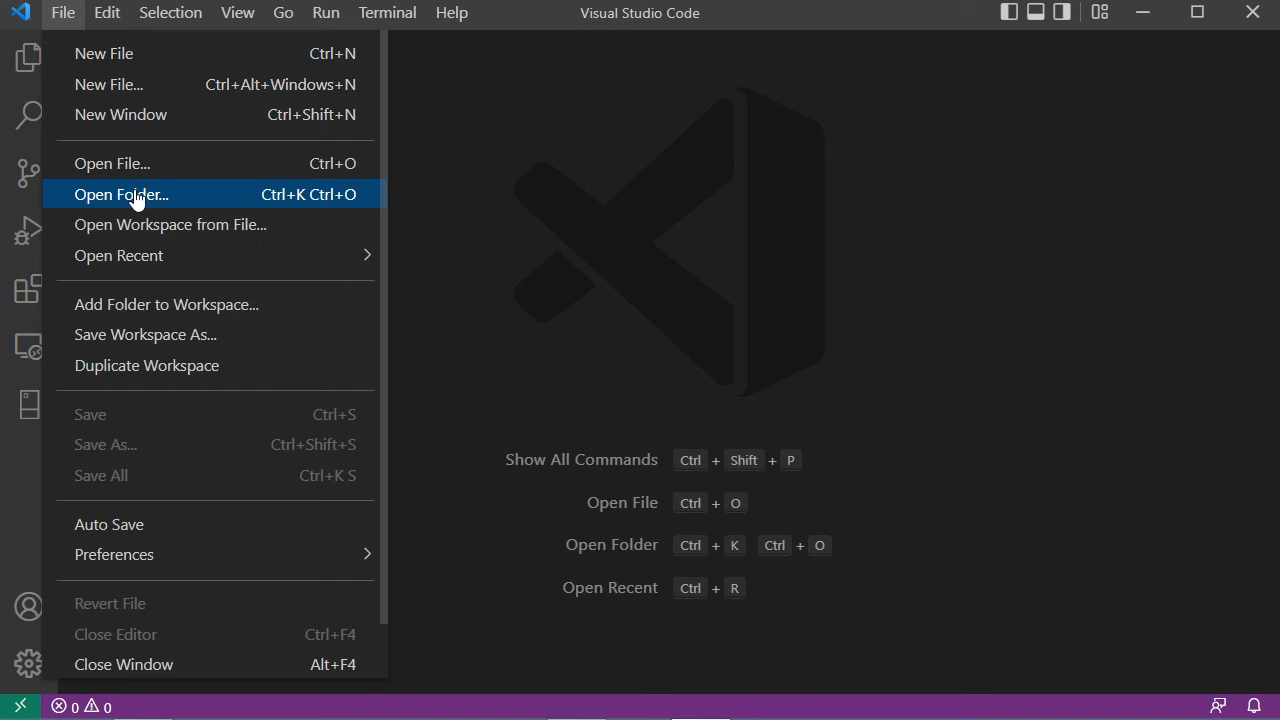 File Edit Selection View Go Run Terminal Help Visual Studio Code
New File Ctrl+N
New File... Ctrl+Alt+Windows+N
New Window Ctrl+Shift+N
Open File... Ctrl+O
Open Folder... Ctrl+K Ctrl+O
Open Workspace from File...
Open Recent
Add Folder to Workspace...
Save Workspace As...
Duplicate Workspace
Save Ctrl+S
Save As... Ctrl+Shift+S
Save All Ctrl+K S
Auto Save
Preferences
Revert File
Close Editor Ctrl+F4
Close Window Alt+F4
Show All Commands Ctrl + Shift + P
Open File Ctrl + O
Open Folder Ctrl + K Ctrl + O
Open Recent Ctrl + R
0 0